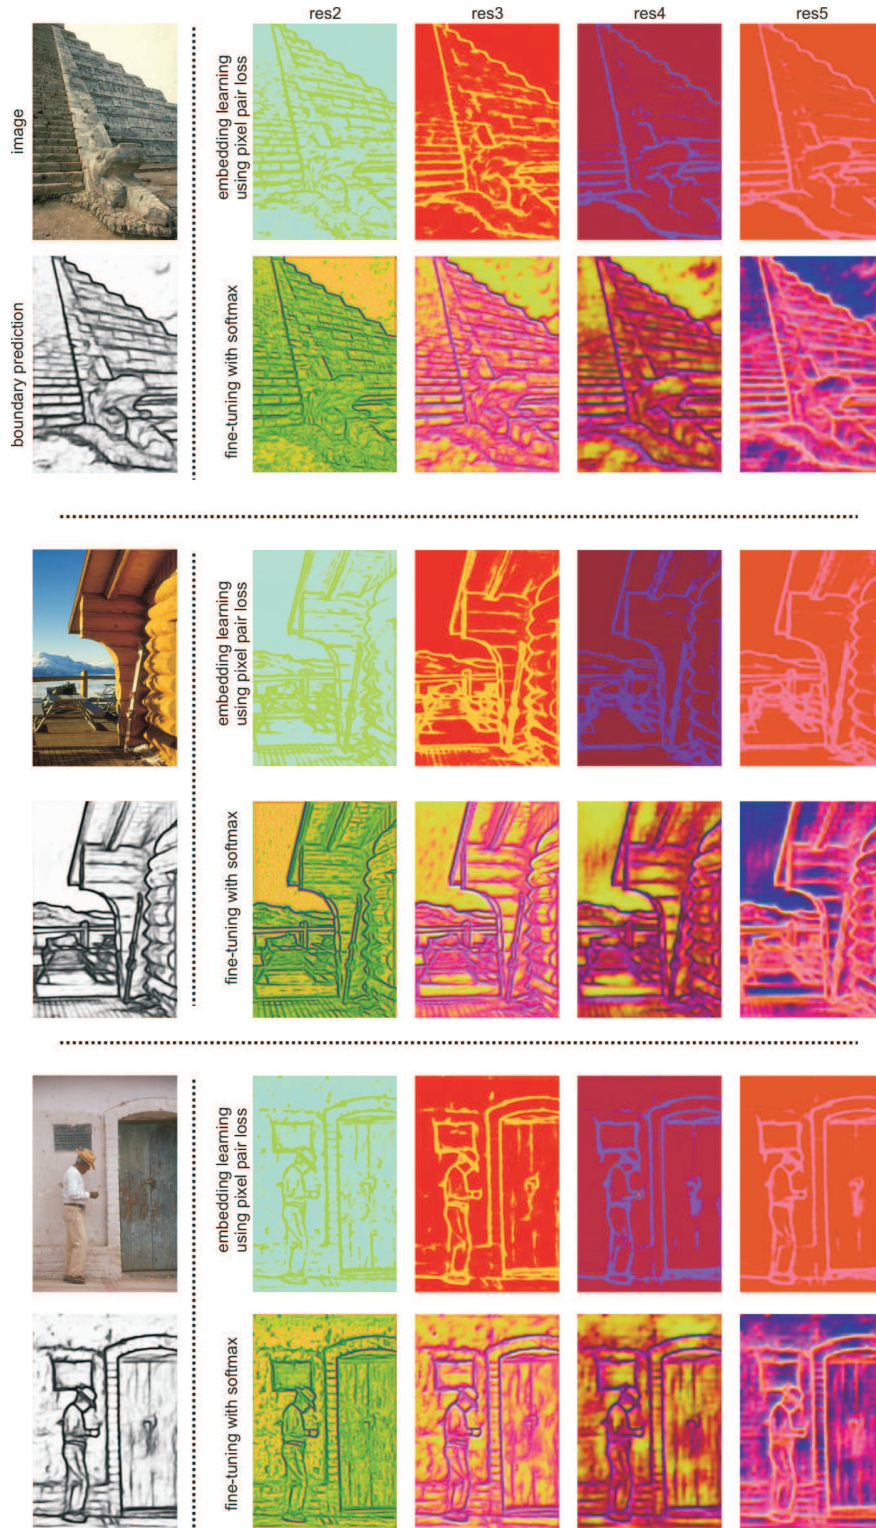 res2
res3
res4
res5
image
embedding learning
using pixel pair loss
boundary prediction
fine-tuning with softmax
embedding learning
using pixel pair loss
fine-tuning with softmax
embedding learning
using pixel pair loss
fine-tuning with softmax